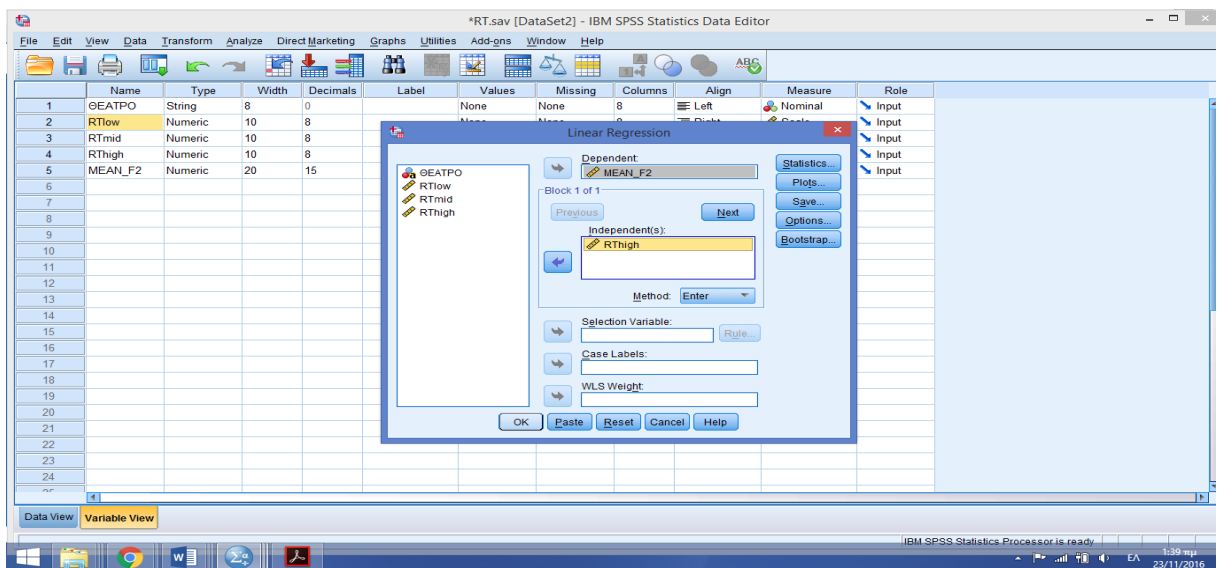 *RT.sav [DataSet2] - IBM SPSS Statistics Data Editor
File Edit View Data Transform Analyze Direct Marketing Graphs Utilities Add-ons Window Help
Name Type Width Decimals Label Values Missing Columns Align Measure Role
1 ΘΕΑΤΡΟ String 8 0 None None 8 Left Nominal Input
2 RTlow Numeric 10 8 Input
3 RTmid Numeric 10 8 Input
4 RThigh Numeric 10 8 Input
5 MEAN_F2 Numeric 20 15 Input
6
7
8
9
10
11
12
13
14
15
16
17
18
19
20
21
22
23
24
Linear Regression
ΘΕΑΤΡΟ
RTlow
RTmid
RThigh
Dependent:
MEAN_F2
Block 1 of 1
Previous Next
Independent(s):
RThigh
Method: Enter
Selection Variable:
Rule...
Case Labels:
WLS Weight:
Statistics...
Plots...
Save...
Options...
Bootstrap...
OK Paste Reset Cancel Help
Data View Variable View
IBM SPSS Statistics Processor is ready
ΕΛ 1:39 πμ
23/11/2016